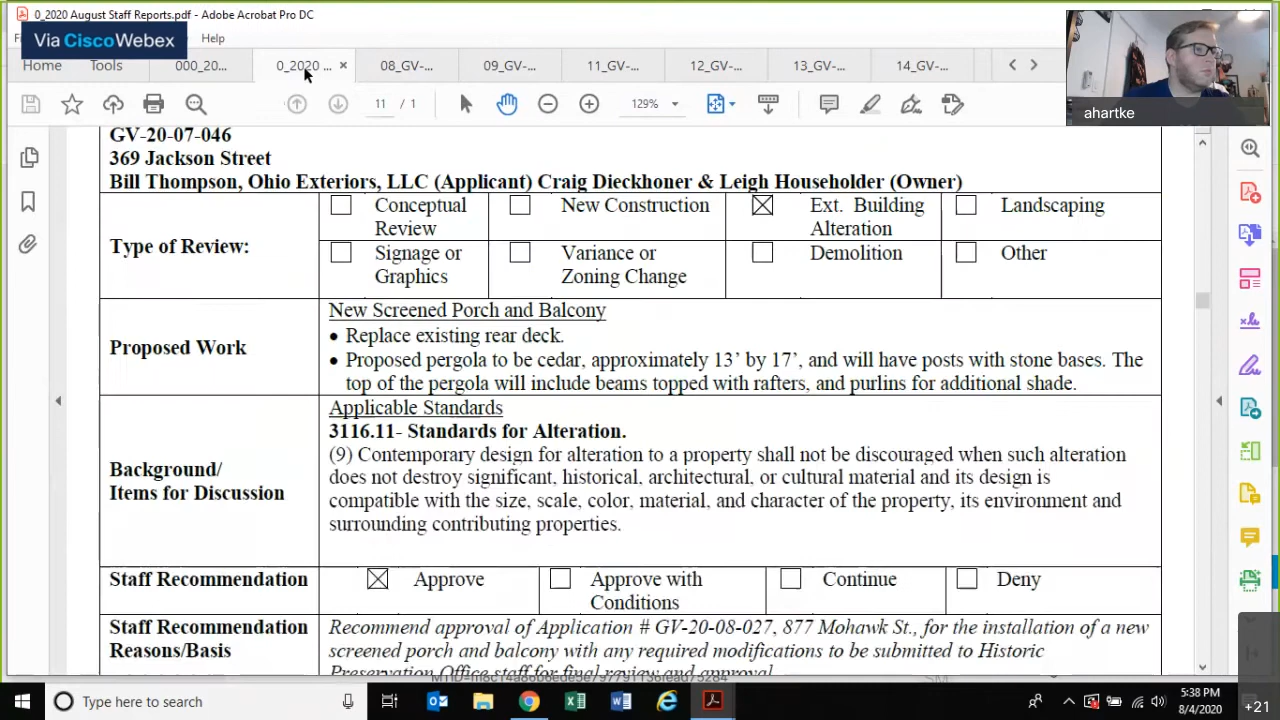 0_2020 August Staff Reports.pdf - Adobe Acrobat Pro DC
Via Cisco Webex
Help
Home Tools 000_20... 0_2020 ... × 08_GV-... 09_GV-... 11_GV-... 12_GV-... 13_GV-... 14_GV-...
11 / 1 129%
ahartke
GV-20-07-046
369 Jackson Street
Bill Thompson, Ohio Exteriors, LLC (Applicant) Craig Dieckhoner & Leigh Householder (Owner)
Type of Review:
Conceptual Review
New Construction
Ext. Building Alteration
Landscaping
Signage or Graphics
Variance or Zoning Change
Demolition
Other
Proposed Work
New Screened Porch and Balcony
• Replace existing rear deck.
• Proposed pergola to be cedar, approximately 13’ by 17’, and will have posts with stone bases. The
top of the pergola will include beams topped with rafters, and purlins for additional shade.
Background/
Items for Discussion
Applicable Standards
3116.11- Standards for Alteration.
(9) Contemporary design for alteration to a property shall not be discouraged when such alteration
does not destroy significant, historical, architectural, or cultural material and its design is
compatible with the size, scale, color, material, and character of the property, its environment and
surrounding contributing properties.
Staff Recommendation
Approve
Approve with
Conditions
Continue
Deny
Staff Recommendation
Reasons/Basis
Recommend approval of Application # GV-20-08-027, 877 Mohawk St., for the installation of a new
screened porch and balcony with any required modifications to be submitted to Historic
Preservation Office staff for final review and approval
Type here to search
5:38 PM
8/4/2020
+21